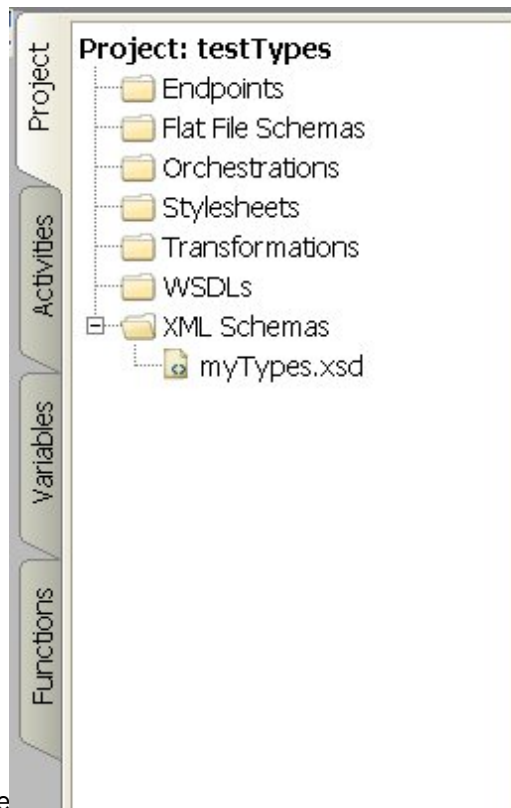 Project
Activities
Variables
Functions
Project: testTypes
Endpoints
Flat File Schemas
Orchestrations
Stylesheets
Transformations
WSDLs
XML Schemas
myTypes.xsd
e